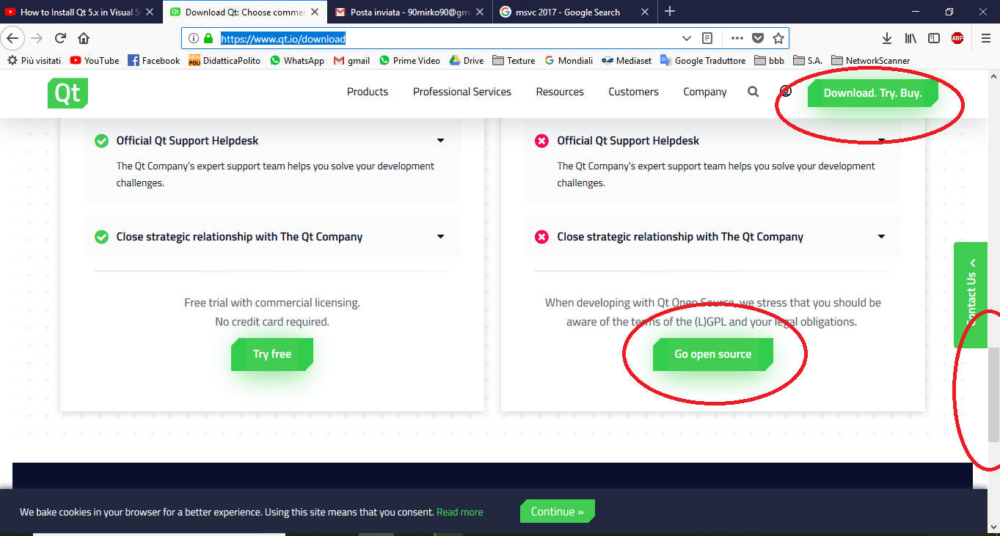 How to Install Qt 5.x in Visual St
Download Qt: Choose commer
Posta inviata - 90mirko90@gma
msvc 2017 - Google Search
https://www.qt.io/download
Più visitati
YouTube
Facebook
DidatticaPolito
WhatsApp
gmail
Prime Video
Drive
Texture
Mondiali
Mediaset
Google Traduttore
bbb
S.A.
NetworkScanner
Qt
Products
Professional Services
Resources
Customers
Company
Download. Try. Buy.
Official Qt Support Helpdesk
The Qt Company's expert support team helps you solve your development
challenges.
Close strategic relationship with The Qt Company
Free trial with commercial licensing.
No credit card required.
Try free
Official Qt Support Helpdesk
The Qt Company's expert support team helps you solve your development
challenges.
Close strategic relationship with The Qt Company
When developing with Qt Open Source, we stress that you should be
aware of the terms of the (L)GPL and your legal obligations.
Go open source
Contact Us
We bake cookies in your browser for a better experience. Using this site means that you consent. Read more
Continue »
ABP